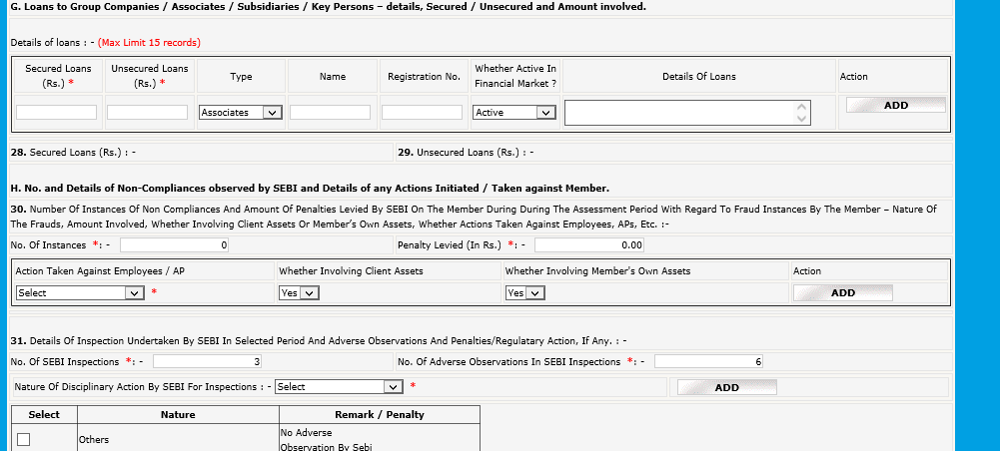 G. Loans to Group Companies / Associates / Subsidiaries / Key Persons – details, Secured / Unsecured and Amount involved.
Details of loans : - (Max Limit 15 records)
Secured Loans (Rs.) * Unsecured Loans (Rs.) * Type Name Registration No. Whether Active In Financial Market ? Details Of Loans Action
Associates Active ADD
28. Secured Loans (Rs.) : - 29. Unsecured Loans (Rs.) : -
H. No. and Details of Non-Compliances observed by SEBI and Details of any Actions Initiated / Taken against Member.
30. Number Of Instances Of Non Compliances And Amount Of Penalties Levied By SEBI On The Member During During The Assessment Period With Regard To Fraud Instances By The Member – Nature Of
The Frauds, Amount Involved, Whether Involving Client Assets Or Member's Own Assets, Whether Actions Taken Against Employees, APs, Etc. :-
No. Of Instances *: - 0 Penalty Levied (In Rs.) *: - 0.00
Action Taken Against Employees / AP Whether Involving Client Assets Whether Involving Member's Own Assets Action
Select * Yes Yes ADD
31. Details Of Inspection Undertaken By SEBI In Selected Period And Adverse Observations And Penalties/Regulatary Action, If Any. : -
No. Of SEBI Inspections *: - 3 No. Of Adverse Observations In SEBI Inspections *: - 6
Nature Of Disciplinary Action By SEBI For Inspections : - Select * ADD
Select Nature Remark / Penalty
Others No Adverse
Observation By Sebi